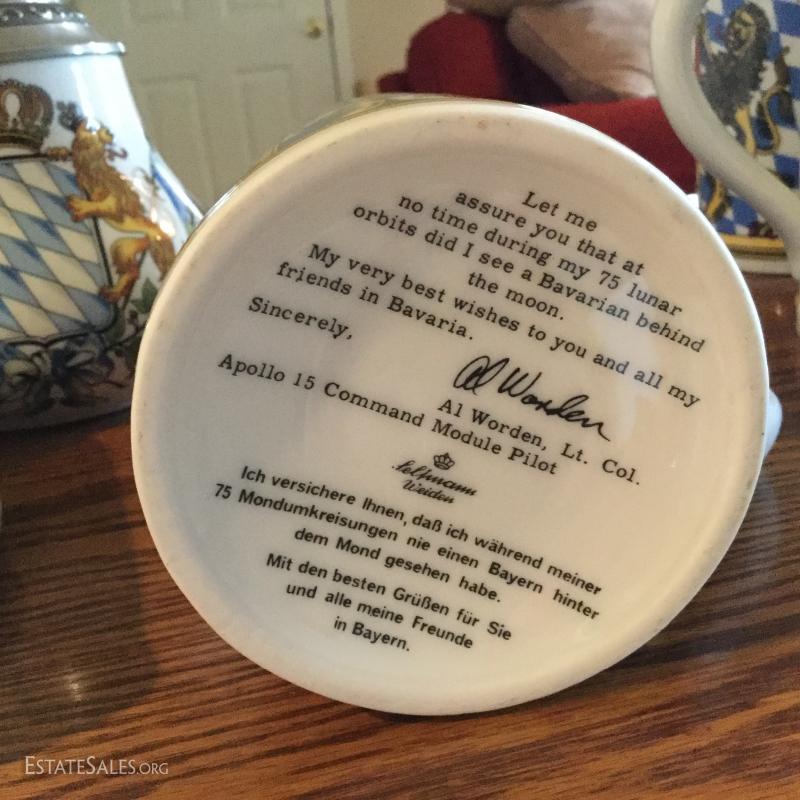 Let me
assure you that at
no time during my 75 lunar
orbits did I see a Bavarian behind
the moon.
My very best wishes to you and all my
friends in Bavaria.
Sincerely,
Al Worden
Al Worden, Lt. Col.
Apollo 15 Command Module Pilot
Seltmann
Weiden
Ich versichere Ihnen, daß ich während meiner
75 Mondumkreisungen nie einen Bayern hinter
dem Mond gesehen habe.
Mit den besten Grüßen für Sie
und alle meine Freunde
in Bayern.
EstateSales.org